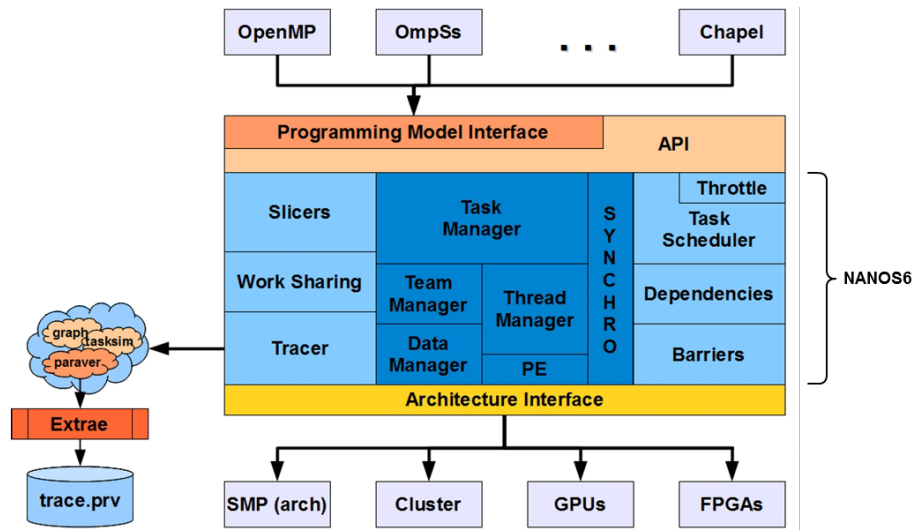 OpenMP
OmpSs
. . .
Chapel
Programming Model Interface
API
Slicers
Task
Manager
SYNCHRO
Throttle
Task
Scheduler
Work Sharing
Team
Manager
Thread
Manager
Dependencies
NANOS6
Tracer
Data
Manager
PE
Barriers
graph
tasksim
paraver
Architecture Interface
Extrae
trace.prv
SMP (arch)
Cluster
GPUs
FPGAs